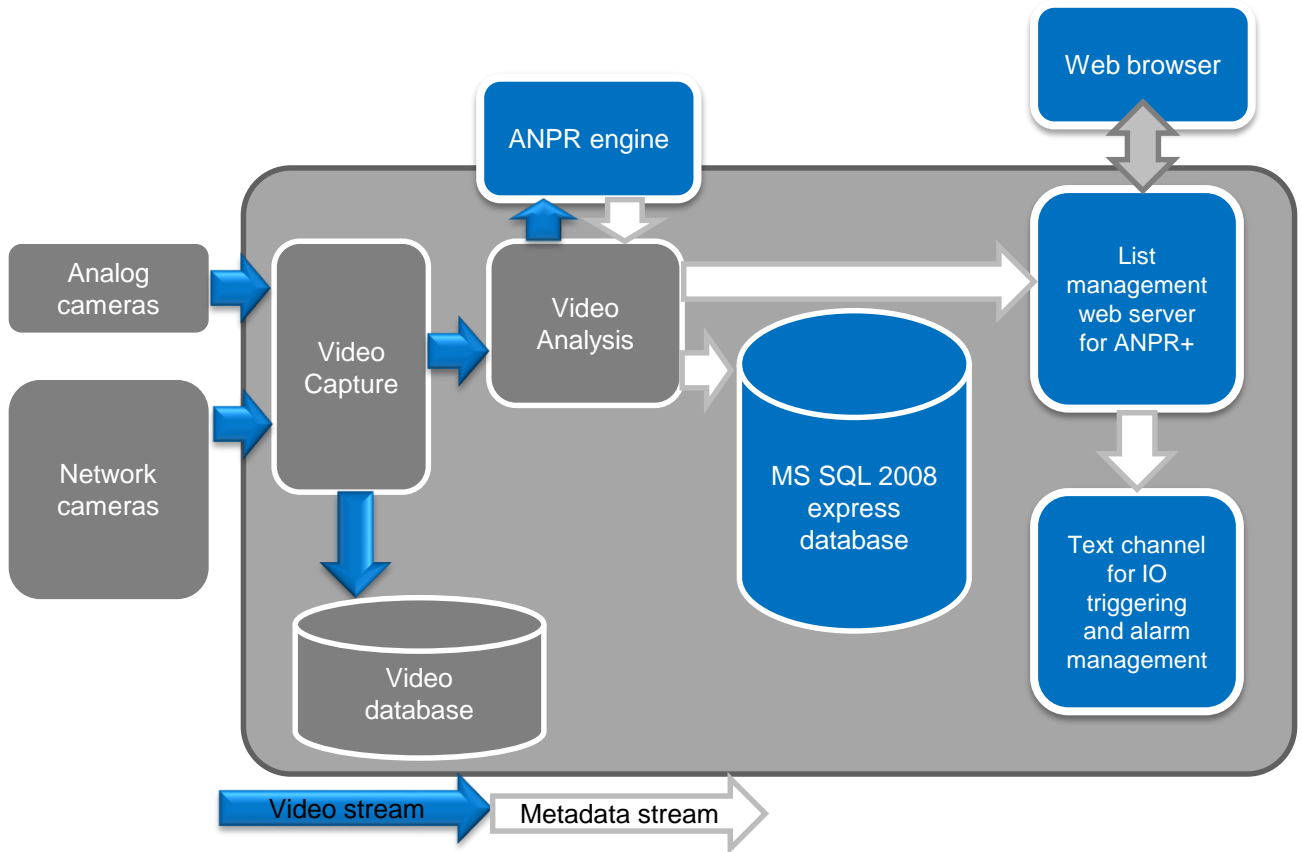 Web browser
ANPR engine
Analog
cameras
Network
cameras
Video
Capture
Video
Analysis
List
management
web server
for ANPR+
MS SQL 2008
express
database
Text channel
for IO
triggering
and alarm
management
Video
database
Video stream
Metadata stream